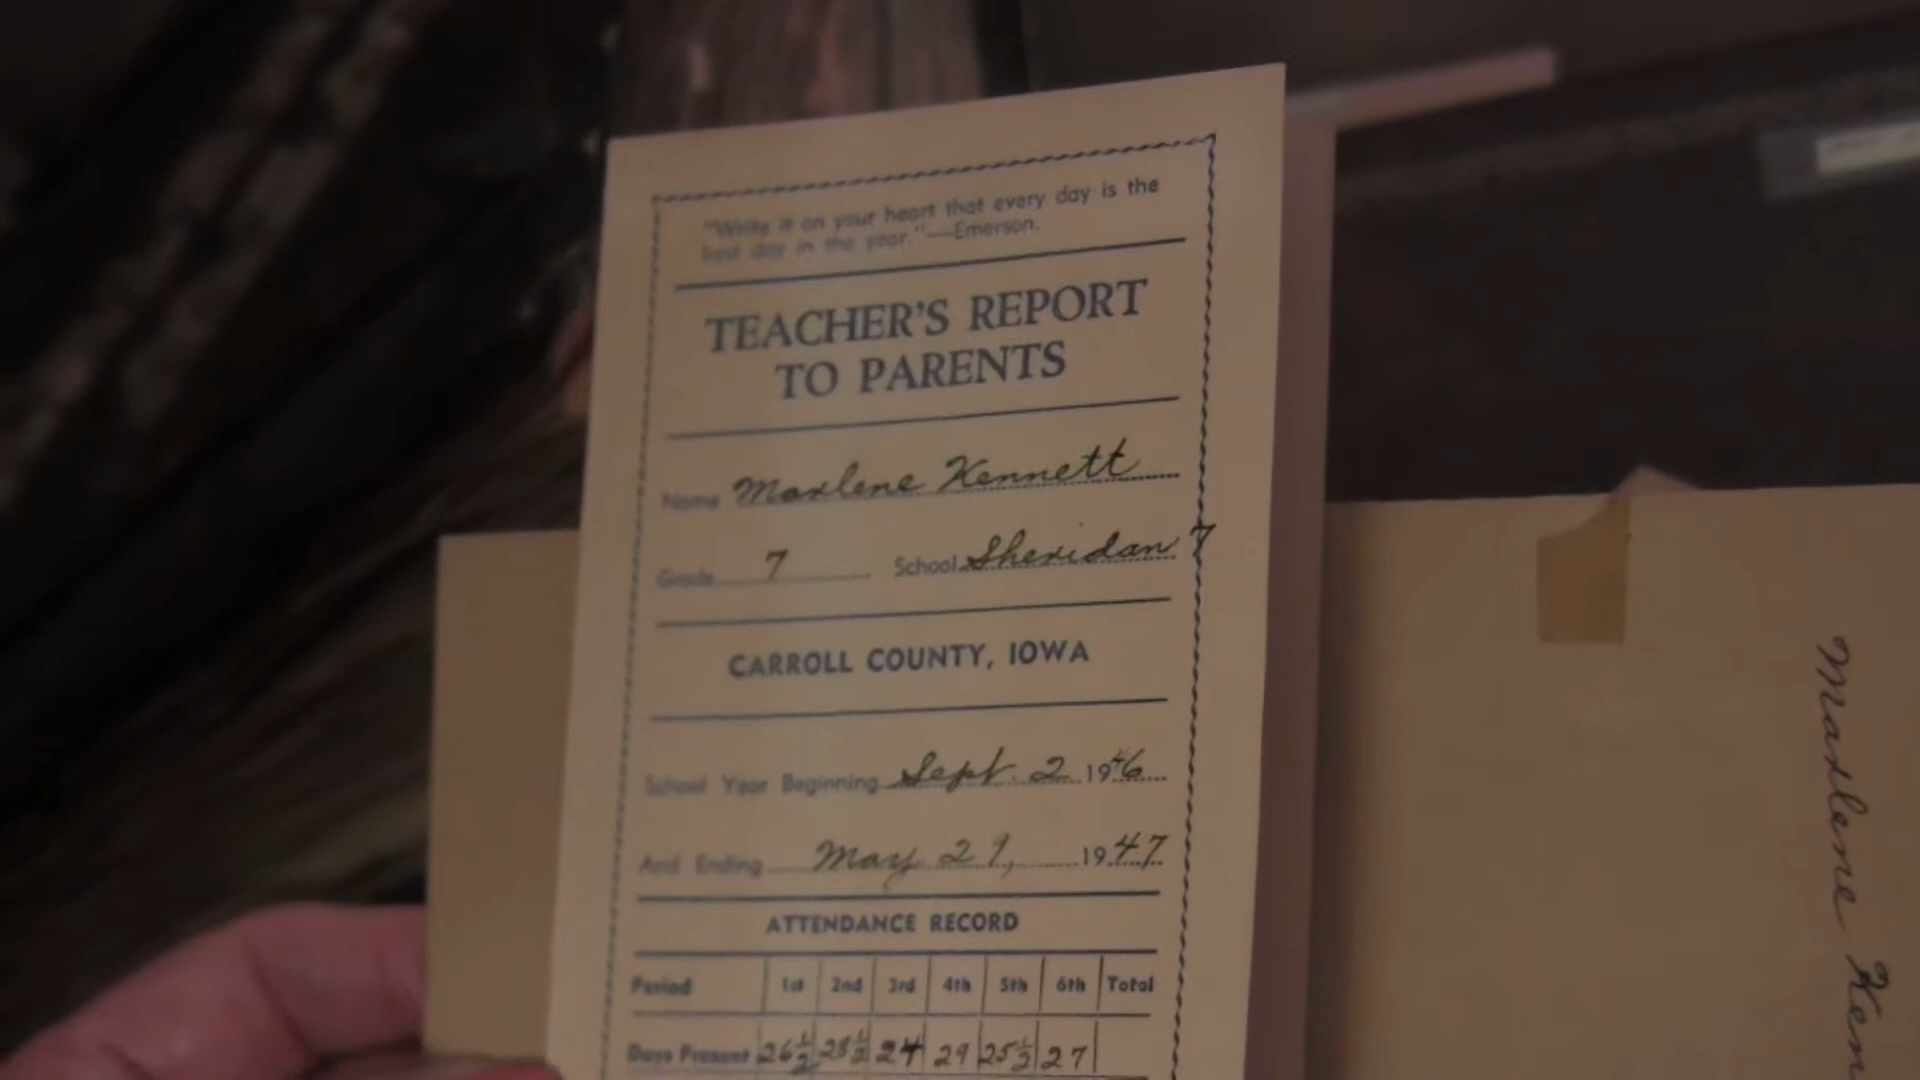 "Write it on your heart that every day is the
best day in the year."—Emerson.
TEACHER'S REPORT
TO PARENTS
Name Marlene Kennett
Grade 7 School Sheridan 7
CARROLL COUNTY, IOWA
School Year Beginning Sept. 2 1946
And Ending May 29, 1947
ATTENDANCE RECORD
Period 1st 2nd 3rd 4th 5th 6th Total
Days Present 26½ 28½ 24 29 25½ 27
Marlene Ken